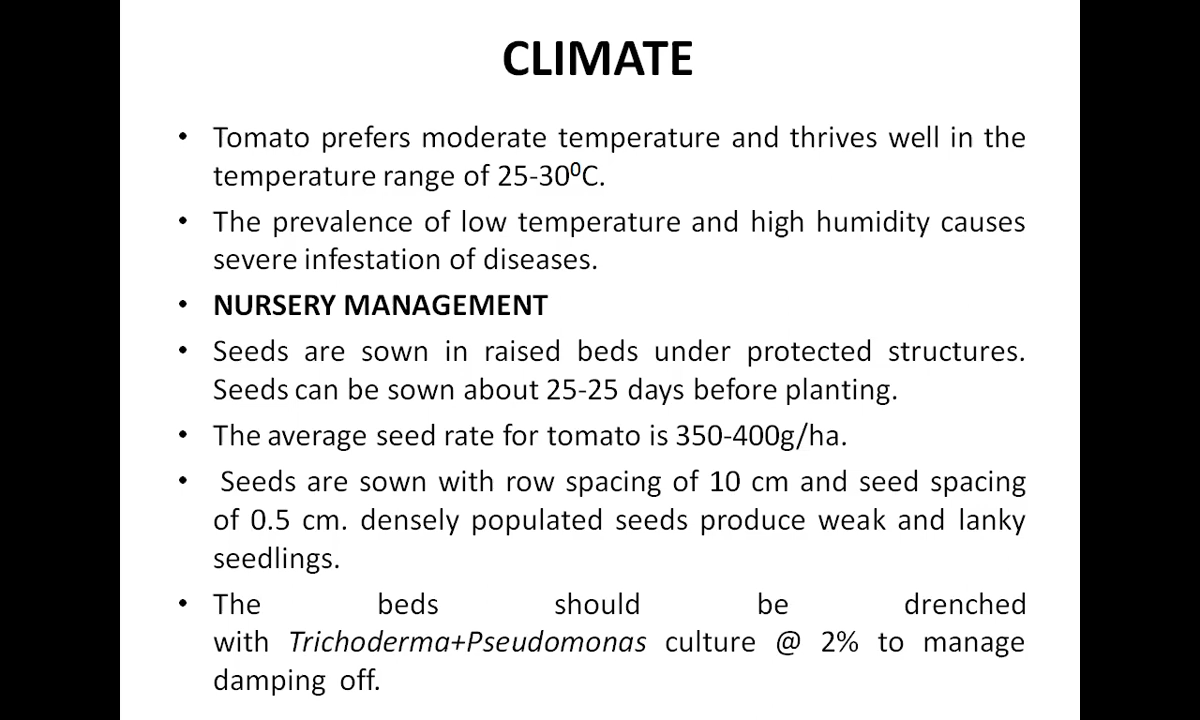 CLIMATE
• Tomato prefers moderate temperature and thrives well in the
temperature range of 25-30⁰C.
• The prevalence of low temperature and high humidity causes
severe infestation of diseases.
• NURSERY MANAGEMENT
• Seeds are sown in raised beds under protected structures.
Seeds can be sown about 25-25 days before planting.
• The average seed rate for tomato is 350-400g/ha.
• Seeds are sown with row spacing of 10 cm and seed spacing
of 0.5 cm. densely populated seeds produce weak and lanky
seedlings.
• The beds should be drenched
with Trichoderma+Pseudomonas culture @ 2% to manage
damping off.